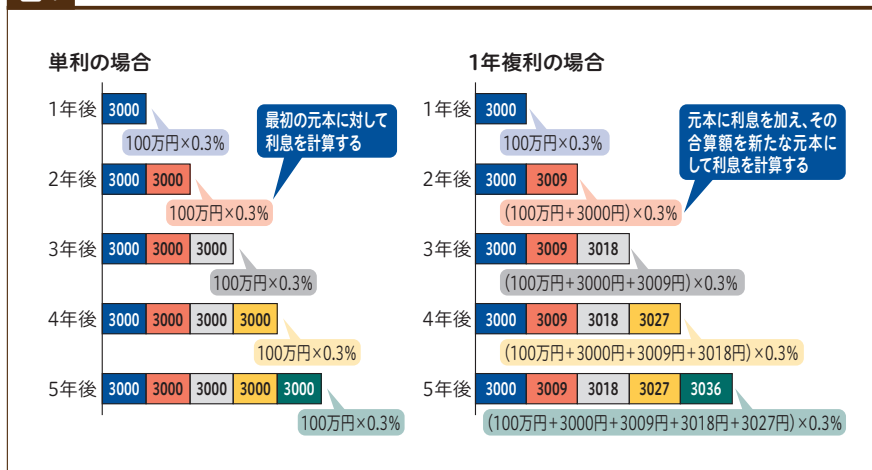 単利の場合
1年後 3000
100万円×0.3%
最初の元本に対して
利息を計算する
2年後 3000 3000
100万円×0.3%
3年後 3000 3000 3000
100万円×0.3%
4年後 3000 3000 3000 3000
100万円×0.3%
5年後 3000 3000 3000 3000 3000
100万円×0.3%
1年複利の場合
1年後 3000
100万円×0.3%
元本に利息を加え、その
合算額を新たな元本に
して利息を計算する
2年後 3000 3009
(100万円+3000円)×0.3%
3年後 3000 3009 3018
(100万円+3000円+3009円)×0.3%
4年後 3000 3009 3018 3027
(100万円+3000円+3009円+3018円)×0.3%
5年後 3000 3009 3018 3027 3036
(100万円+3000円+3009円+3018円+3027円)×0.3%